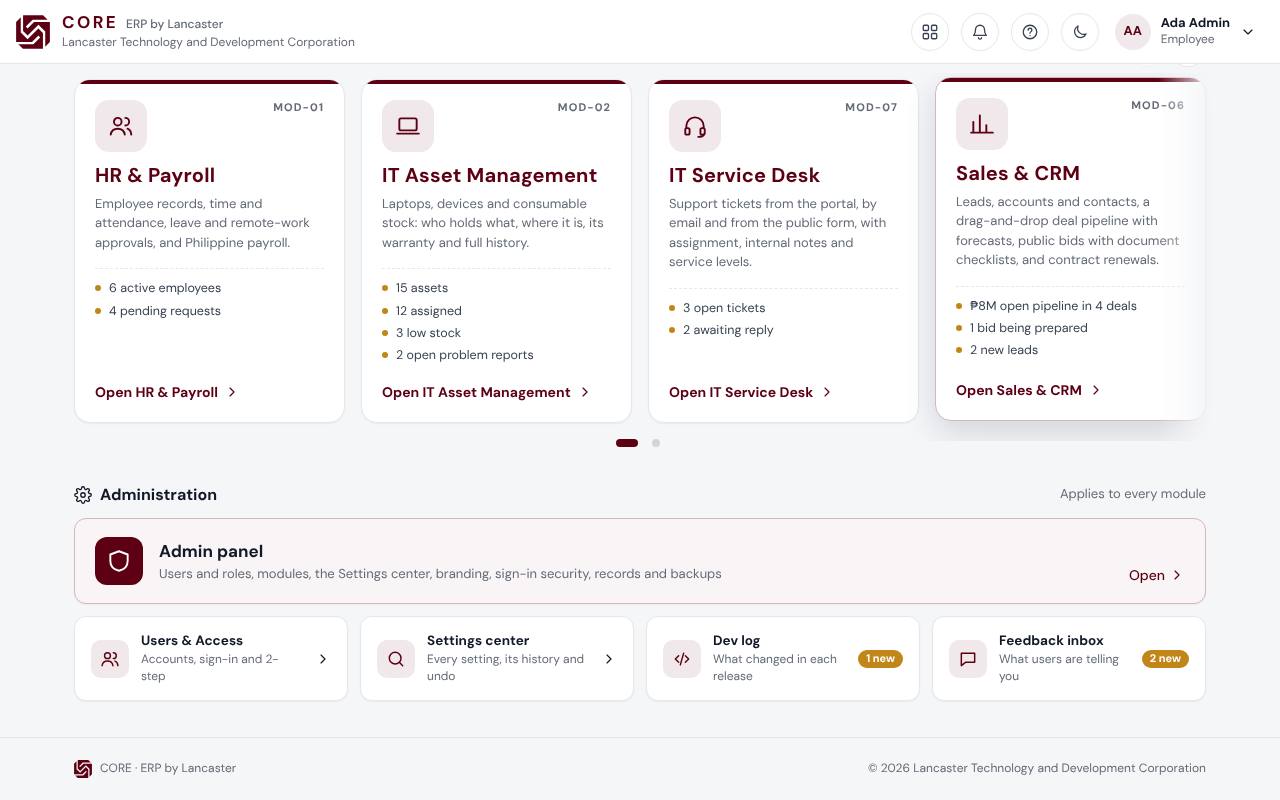 CORE ERP by Lancaster
Lancaster Technology and Development Corporation
AA
Ada Admin
Employee
MOD-01
HR & Payroll
Employee records, time and
attendance, leave and remote-work
approvals, and Philippine payroll.
6 active employees
4 pending requests
Open HR & Payroll
MOD-02
IT Asset Management
Laptops, devices and consumable
stock: who holds what, where it is, its
warranty and full history.
15 assets
12 assigned
3 low stock
2 open problem reports
Open IT Asset Management
MOD-07
IT Service Desk
Support tickets from the portal, by
email and from the public form, with
assignment, internal notes and
service levels.
3 open tickets
2 awaiting reply
Open IT Service Desk
MOD-06
Sales & CRM
Leads, accounts and contacts, a
drag-and-drop deal pipeline with
forecasts, public bids with document
checklists, and contract renewals.
₱8M open pipeline in 4 deals
1 bid being prepared
2 new leads
Open Sales & CRM
Administration
Applies to every module
Admin panel
Users and roles, modules, the Settings center, branding, sign-in security, records and backups
Open
Users & Access
Accounts, sign-in and 2-
step
Settings center
Every setting, its history and
undo
Dev log
What changed in each
release
1 new
Feedback inbox
What users are telling
you
2 new
CORE · ERP by Lancaster
© 2026 Lancaster Technology and Development Corporation